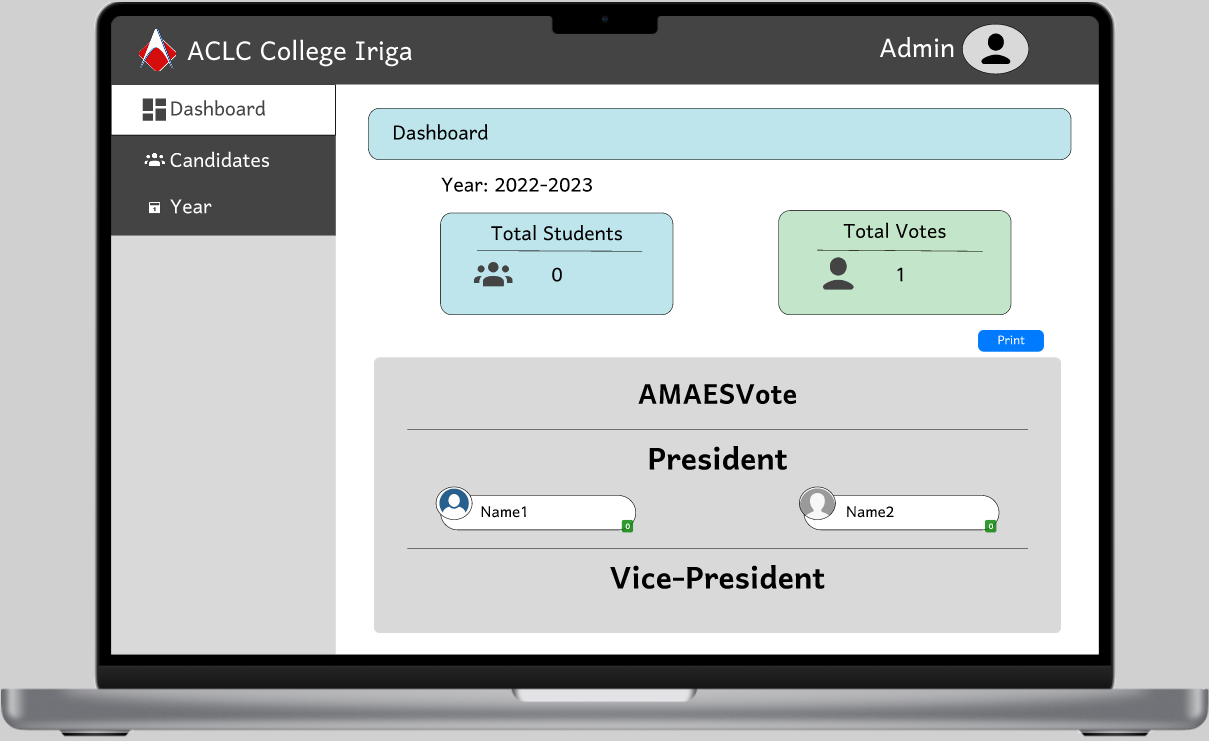 ACLC College Iriga
Admin
Dashboard
Candidates
Year
Dashboard
Year: 2022-2023
Total Students
0
Total Votes
1
Print
AMAESVote
President
Name1
0
Name2
0
Vice-President